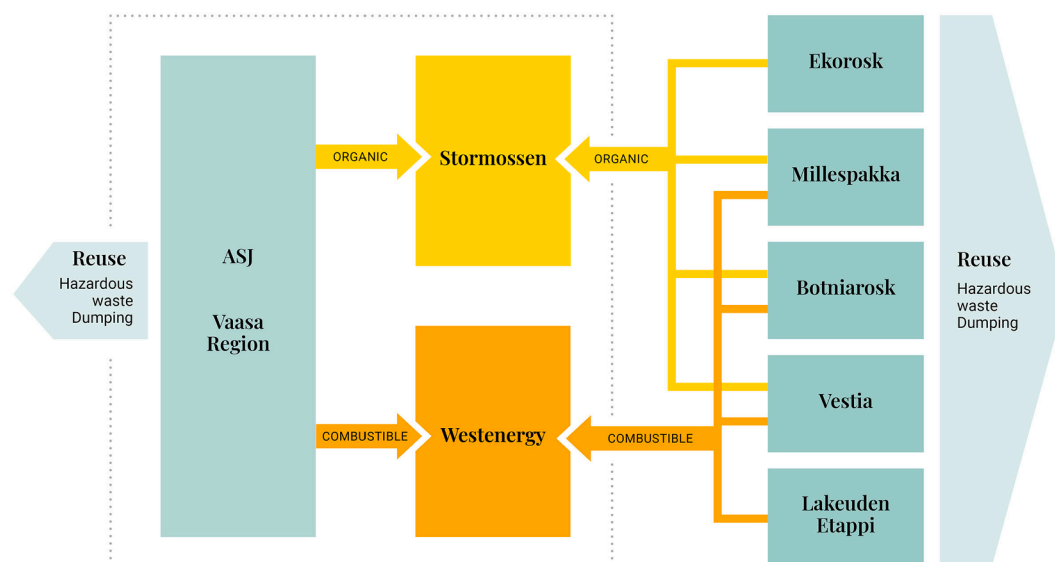 Reuse
Hazardous
waste
Dumping
ASJ
Vaasa
Region
ORGANIC
COMBUSTIBLE
Stormossen
Westenergy
ORGANIC
COMBUSTIBLE
Ekorosk
Millespakka
Botniarosk
Vestia
Lakeuden
Etappi
Reuse
Hazardous
waste
Dumping